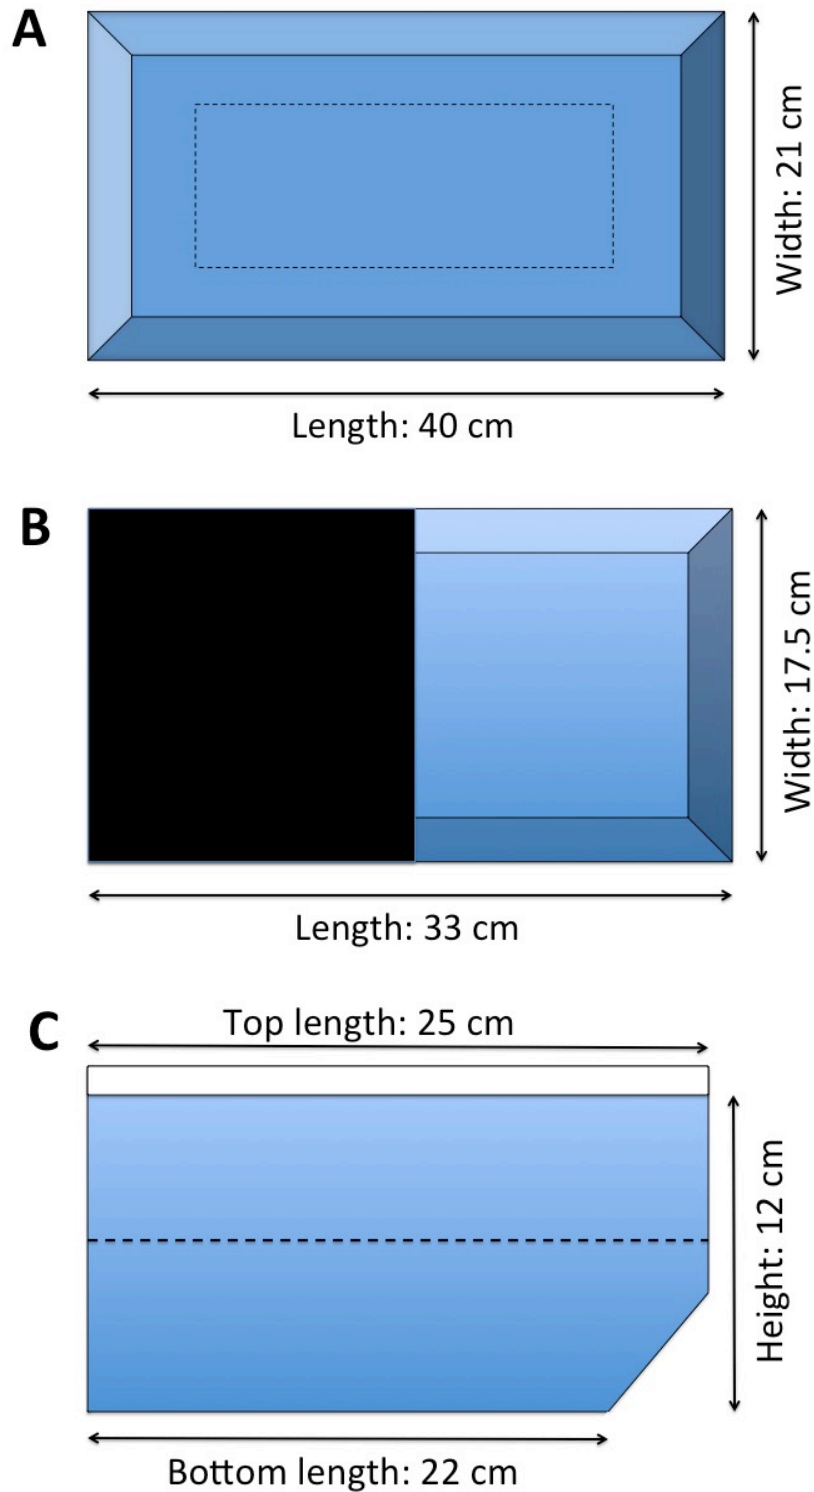 A
Width: 21 cm
Length: 40 cm
B
Width: 17.5 cm
Length: 33 cm
C
Top length: 25 cm
Height: 12 cm
Bottom length: 22 cm